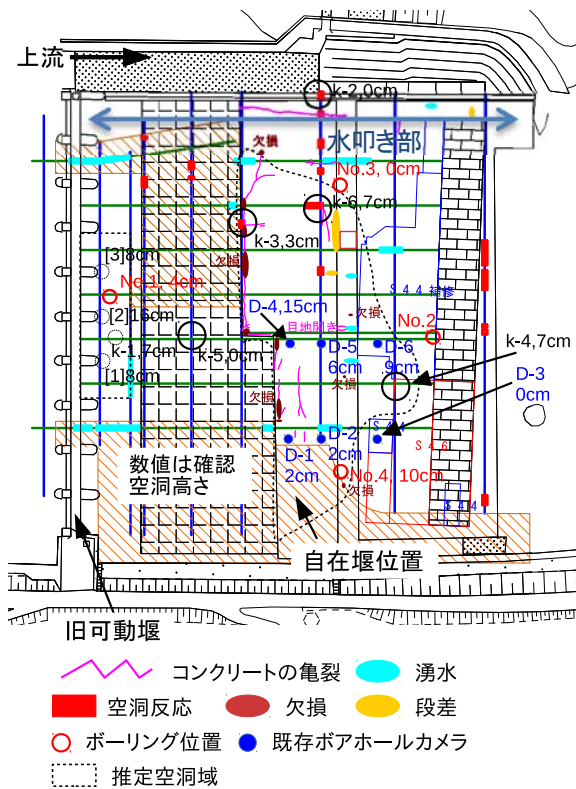 上流
k-2,0cm
水叩き部
欠損
No.3, 0cm
k-6,7cm
k-3,3cm
[3]8cm
欠損
No.1, 4cm
S44 補修
D-4,15cm
[2]16cm
欠損
目地開き
No.2
k-1,7cm
k-5,0cm
D-5
6cm
D-6
9cm
k-4,7cm
[1]8cm
欠損
欠損
D-3
0cm
D-1
2cm
D-2
2cm
S44
S46
No.4, 10cm
欠損
S44
数値は確認
空洞高さ
自在堰位置
旧可動堰
コンクリートの亀裂
湧水
空洞反応
欠損
段差
ボーリング位置
既存ボアホールカメラ
推定空洞域